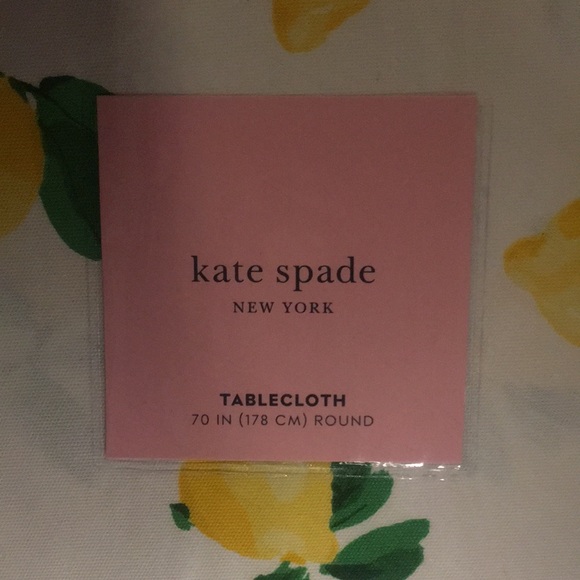 kate spade
NEW YORK
TABLECLOTH
70 IN (178 CM) ROUND